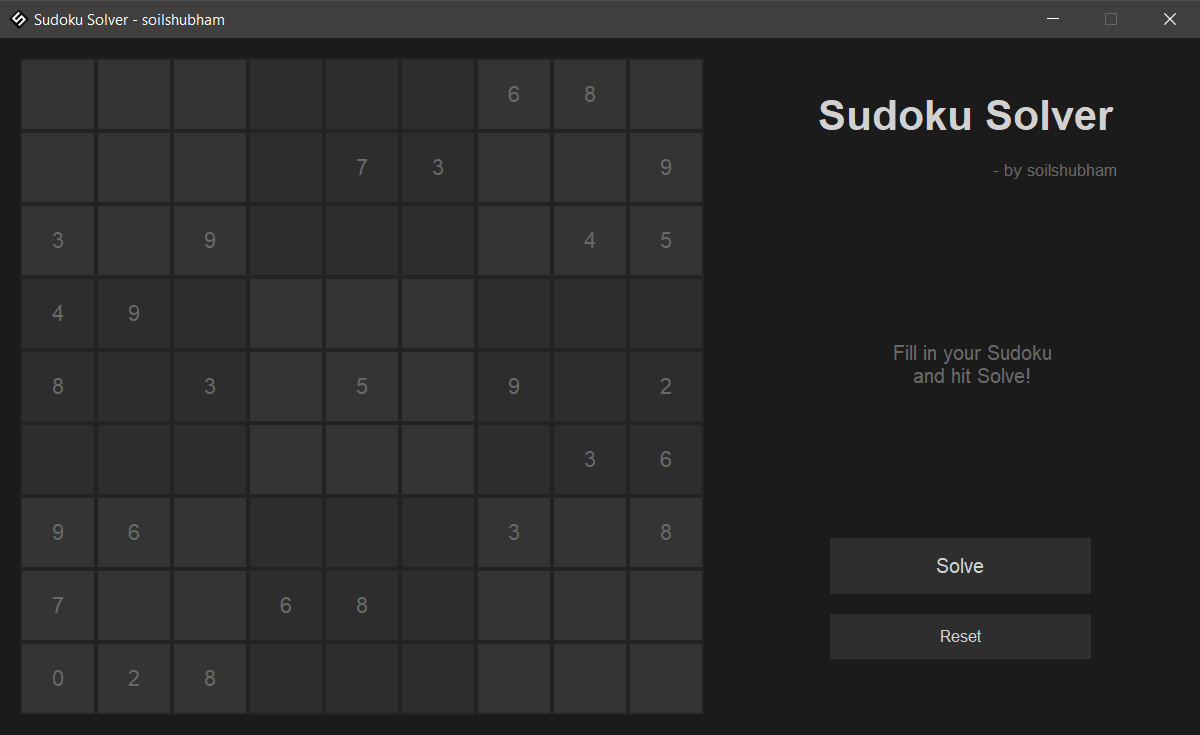 Sudoku Solver - soilshubham
6 8
7 3 9
3 9 4 5
4 9
8 3 5 9 2
3 6
9 6 3 8
7 6 8
0 2 8
Sudoku Solver
- by soilshubham
Fill in your Sudoku
and hit Solve!
Solve
Reset